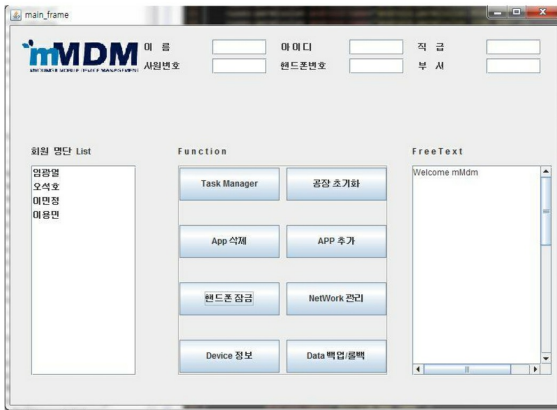 main_frame
mMDM
이 름
아 이 디
직 급
사원번호
핸드폰번호
부 서
회원 명단 List
Function
FreeText
임광열
오석호
이민정
이용민
Task Manager
공장 초기화
App 삭제
APP 추가
핸드폰 잠금
NetWork 관리
Device 정보
Data 백업/롤백
Welcome mMdm